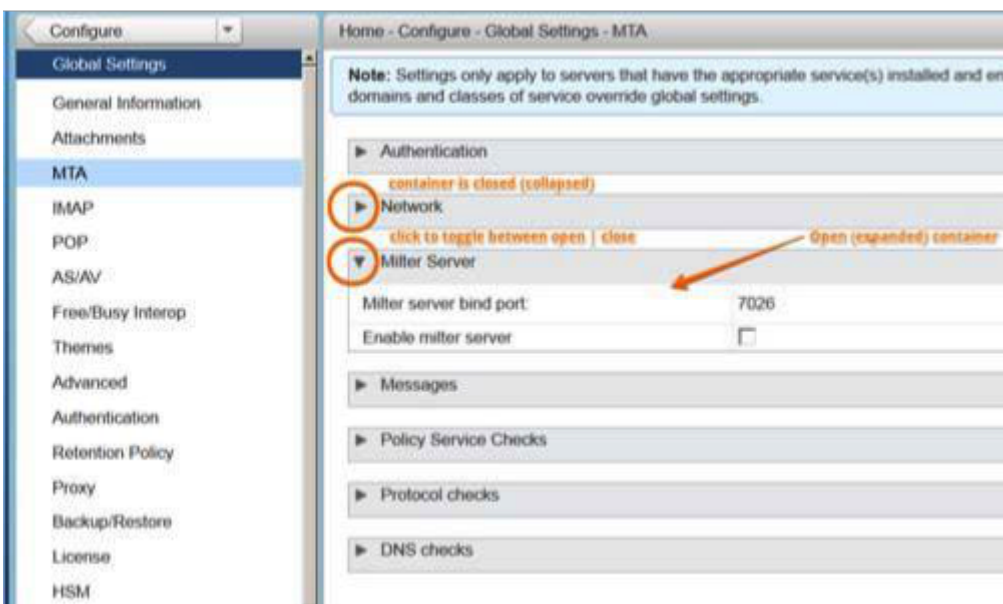 Configure
Global Settings
General Information
Attachments
MTA
IMAP
POP
AS/AV
Free/Busy Interop
Themes
Advanced
Authentication
Retention Policy
Proxy
Backup/Restore
License
HSM
Home - Configure - Global Settings - MTA
Note: Settings only apply to servers that have the appropriate service(s) installed and en
domains and classes of service override global settings.
Authentication
container is closed (collapsed)
Network
click to toggle between open | close
Open (expanded) container
Milter Server
Milter server bind port:
7026
Enable milter server
Messages
Policy Service Checks
Protocol checks
DNS checks